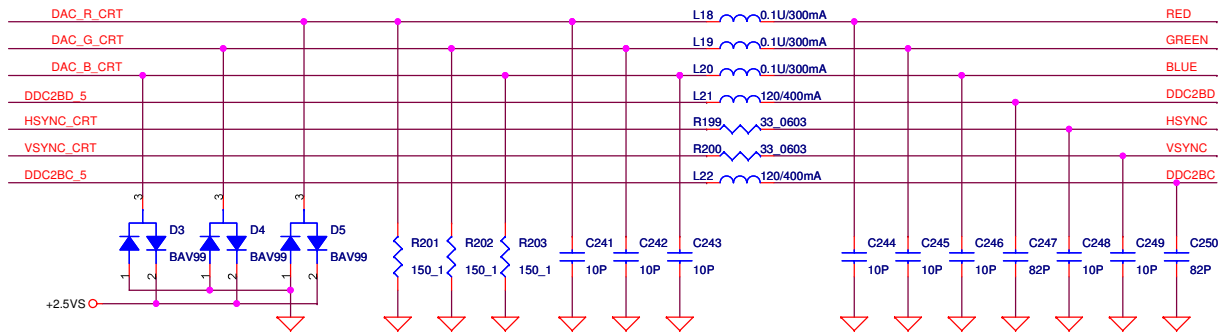 DAC_R_CRT L18 0.1U/300mA RED
DAC_G_CRT L19 0.1U/300mA GREEN
DAC_B_CRT L20 0.1U/300mA BLUE
DDC2BD_5 L21 120/400mA DDC2BD
HSYNC_CRT R199 33_0603 HSYNC
VSYNC_CRT R200 33_0603 VSYNC
DDC2BC_5 L22 120/400mA DDC2BC
3 3 3
D3 D4 D5
R201 R202 R203 C241 C242 C243 C244 C245 C246 C247 C248 C249 C250
BAV99 BAV99 BAV99
150_1 150_1 150_1 10P 10P 10P 10P 10P 10P 82P 10P 10P 82P
1 2 1 2 1 2
+2.5VS